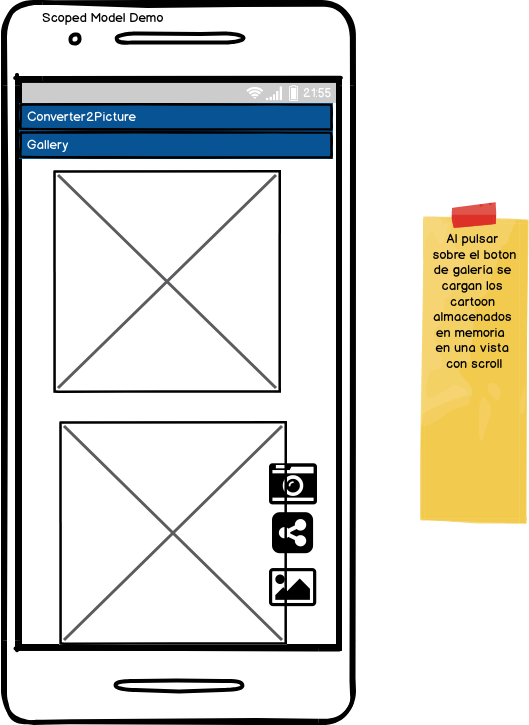 Scoped Model Demo
21:55
Converter2Picture
Gallery
Al pulsar
sobre el boton
de galería se
cargan los
cartoon
almacenados
en memoria
en una vista
con scroll